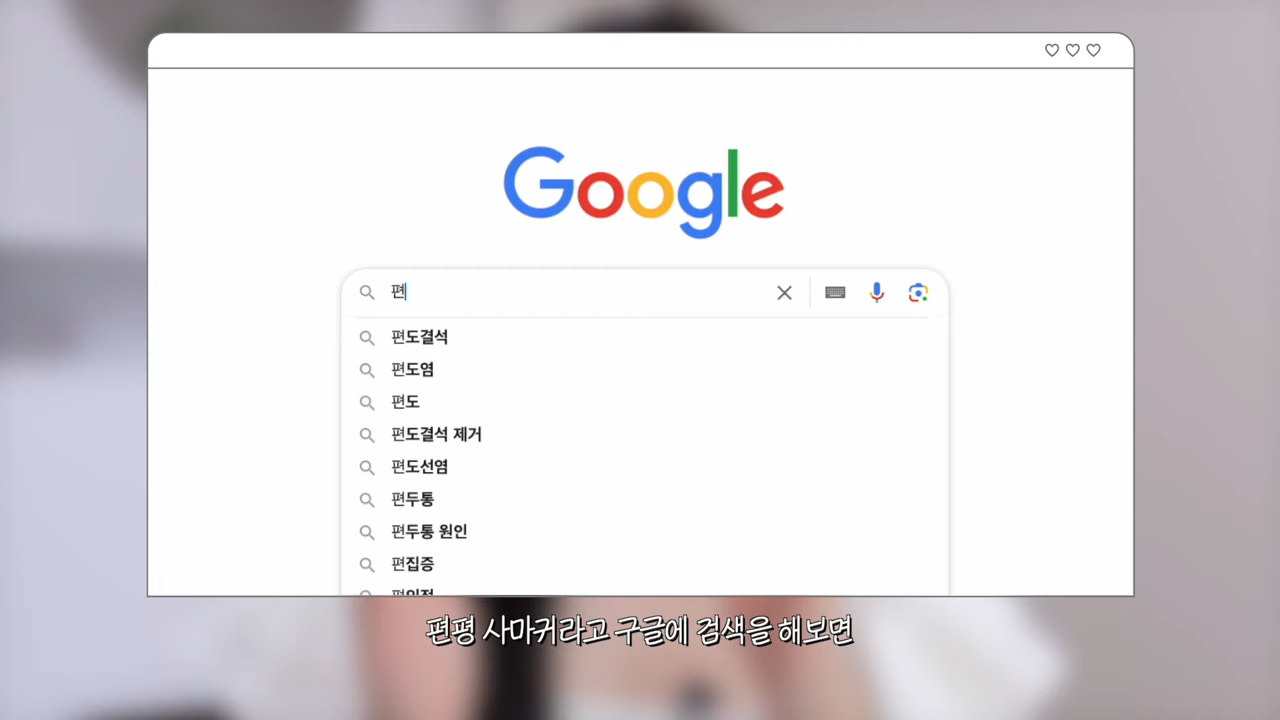 Google
편
편도결석
편도염
편도
편도결석 제거
편도선염
편두통
편두통 원인
편집증
편평 사마귀라고 구글에 검색을 해보면